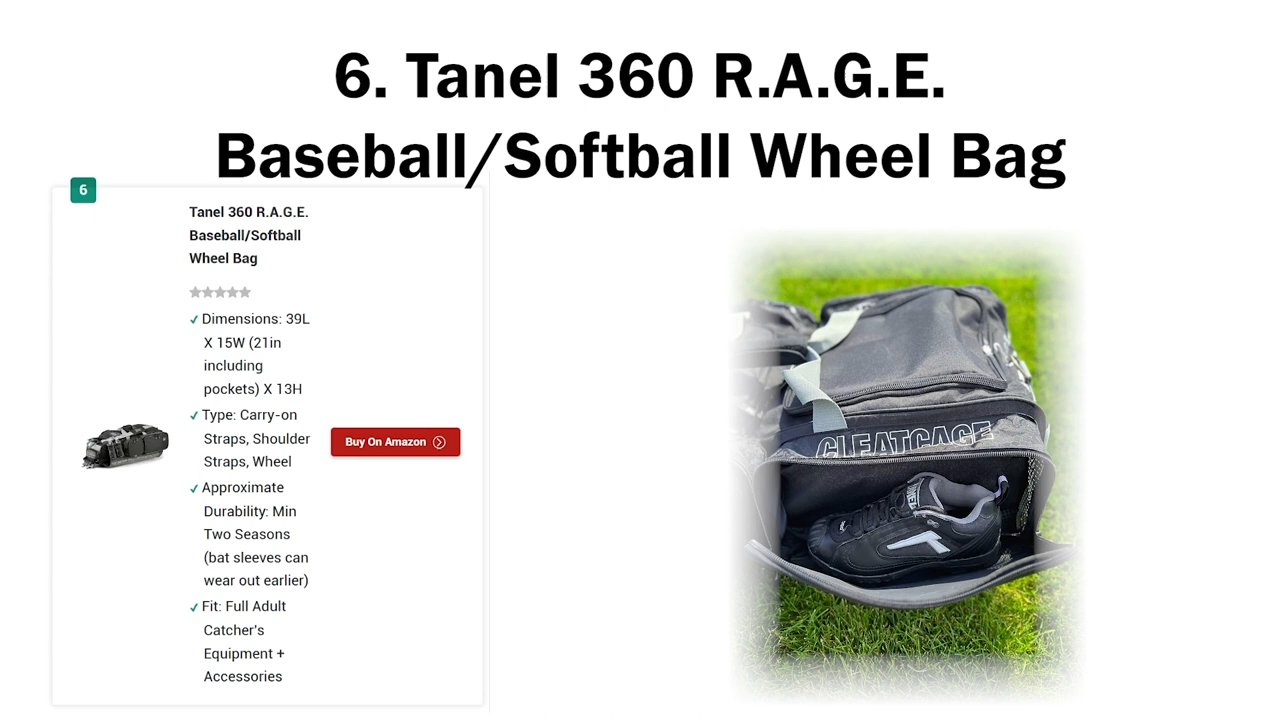 6. Tanel 360 R.A.G.E.
Baseball/Softball Wheel Bag
6
Tanel 360 R.A.G.E.
Baseball/Softball
Wheel Bag
Dimensions: 39L
X 15W (21in
including
pockets) X 13H
Type: Carry-on
Straps, Shoulder
Straps, Wheel
Approximate
Durability: Min
Two Seasons
(bat sleeves can
wear out earlier)
Fit: Full Adult
Catcher's
Equipment +
Accessories
Buy On Amazon
CLEATCAGE